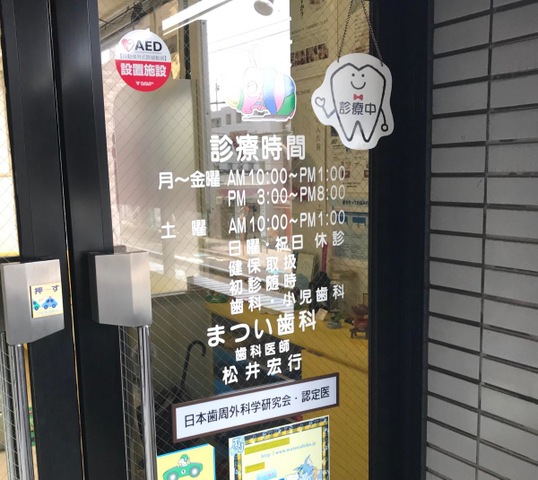 AED
設置施設
診療中
診療時間
月～金曜 AM10:00～PM1:00
PM 3:00～PM8:00
土 曜 AM10:00～PM1:00
日曜・祝日 休診
健保取扱
初診随時
歯科・小児歯科
まつい歯科
歯科医師
松井宏行
日本歯周外科学研究会・認定医
押す